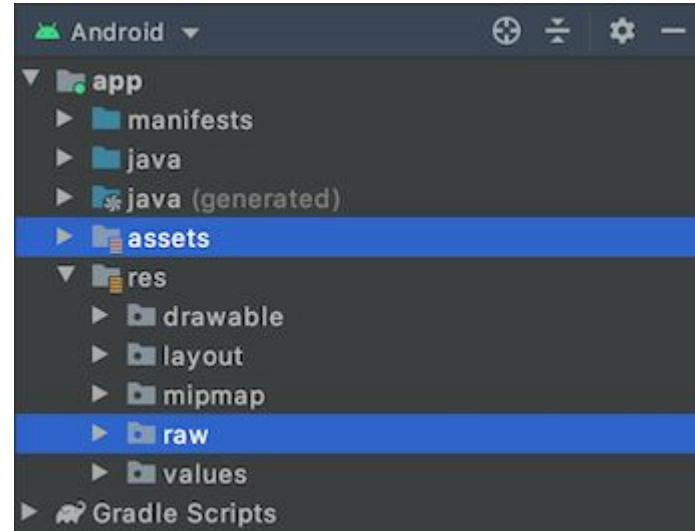 Android
app
manifests
java
java (generated)
assets
res
drawable
layout
mipmap
raw
values
Gradle Scripts